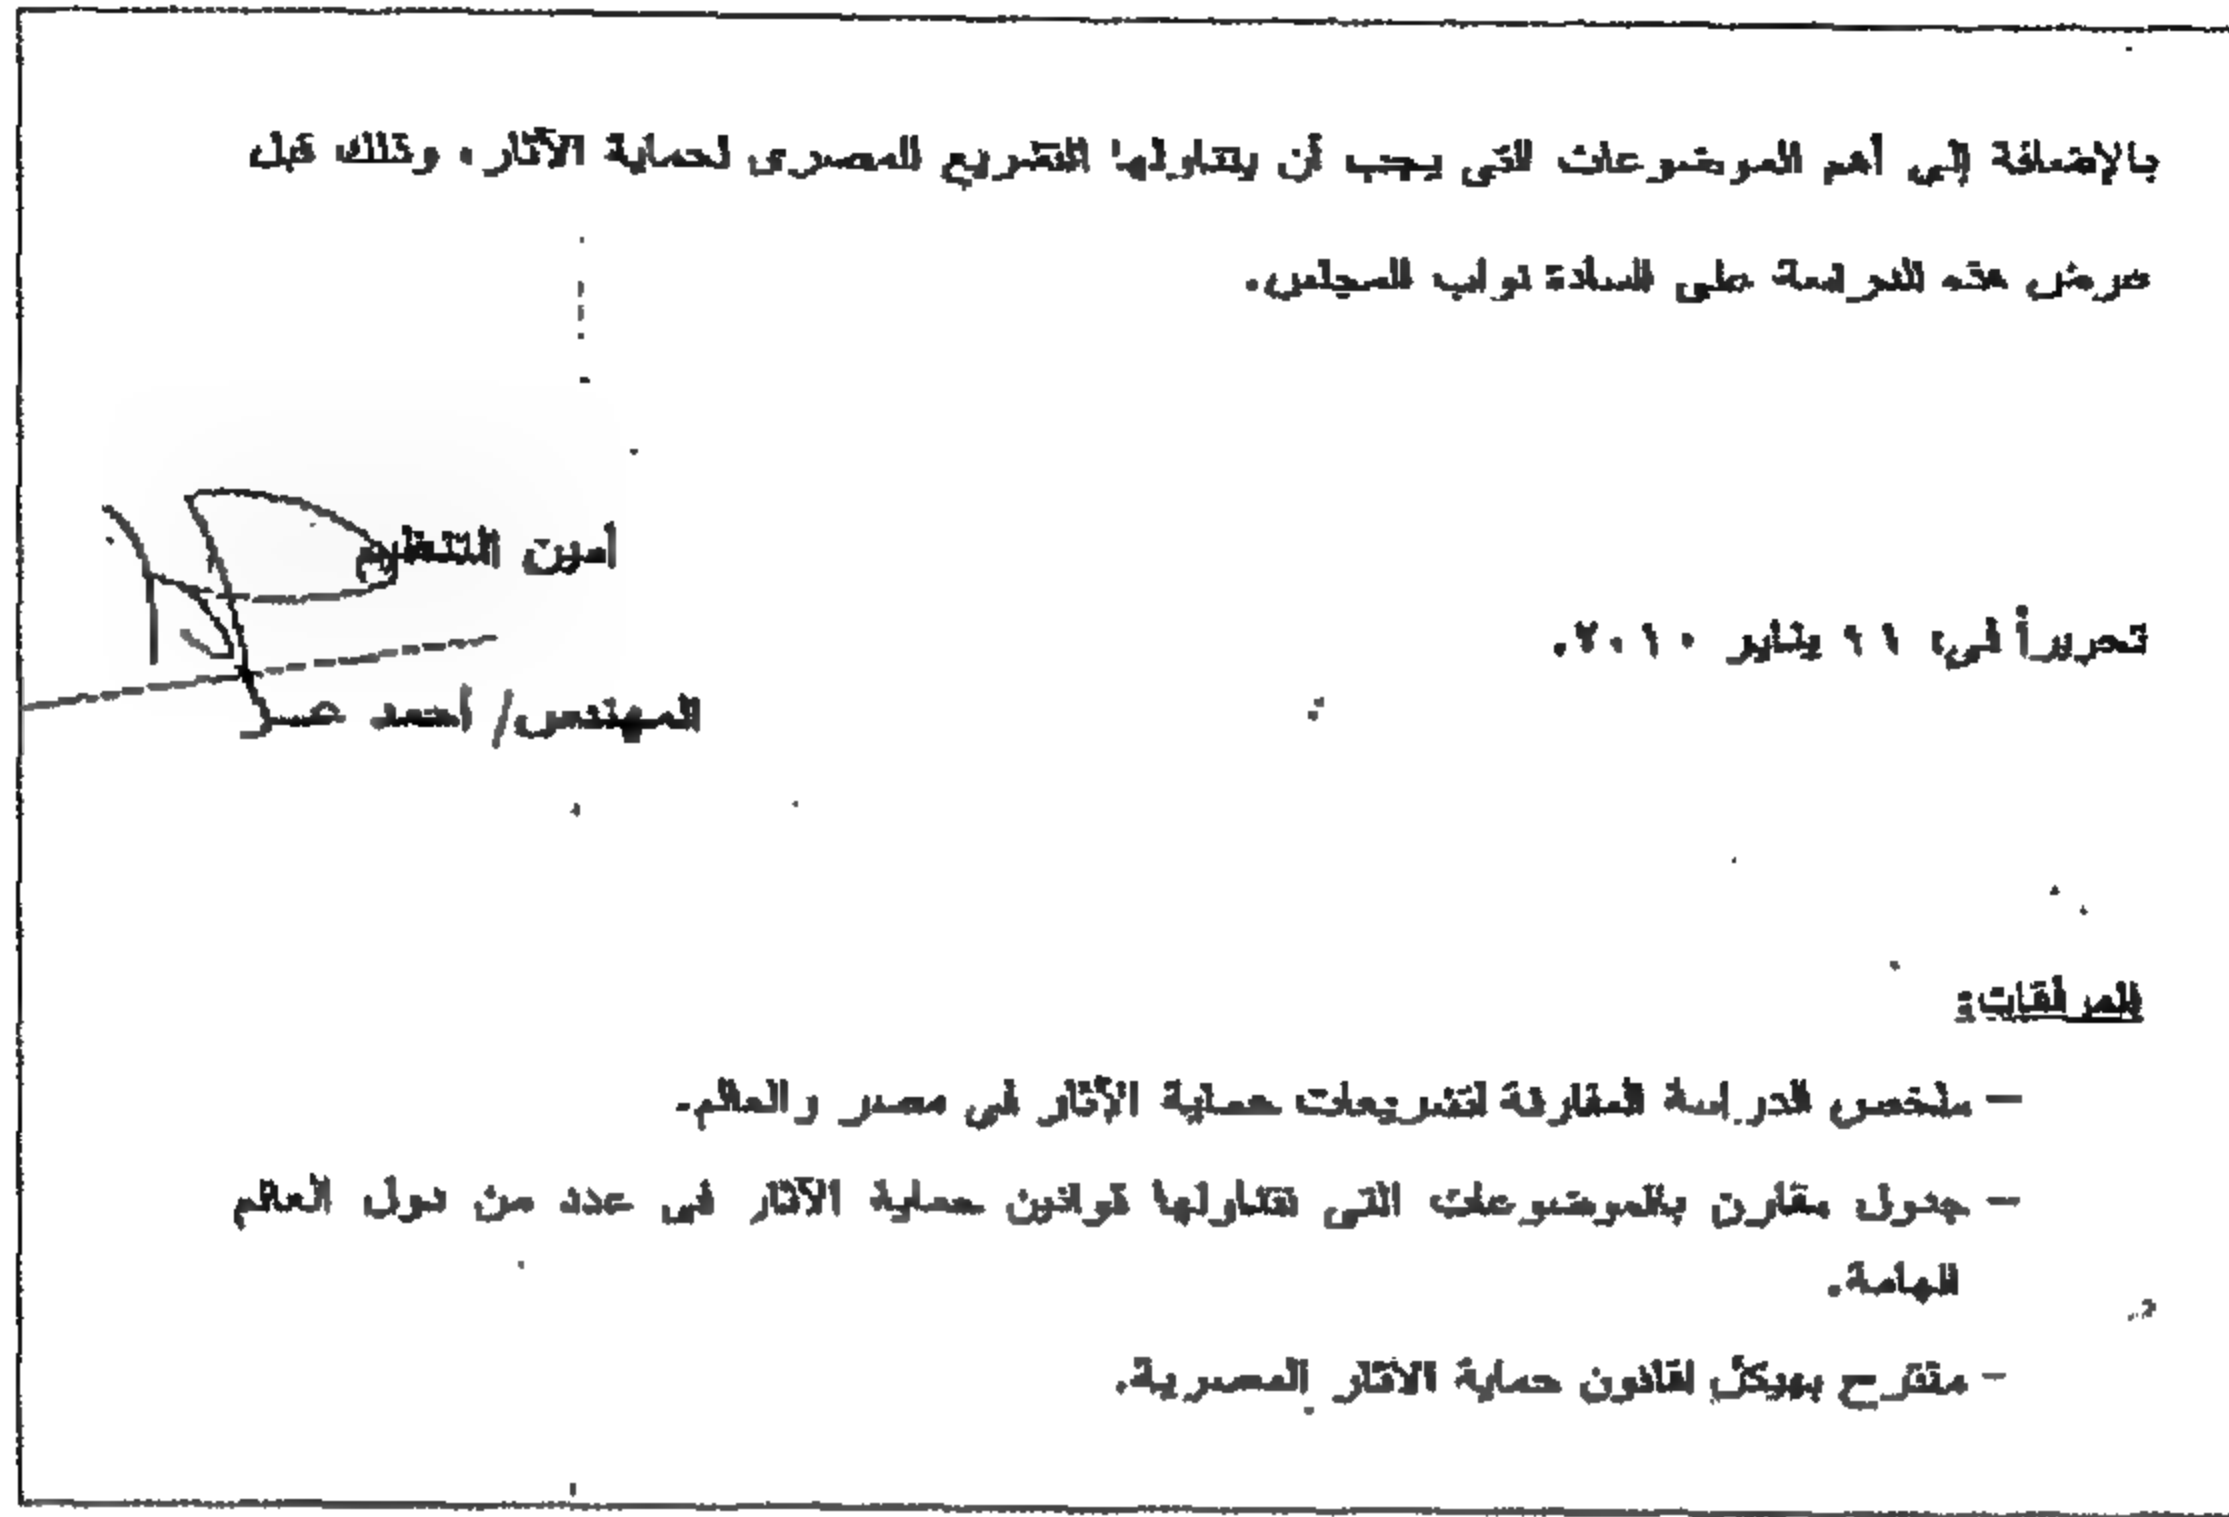 بالإضافة إلى أهم الموضوعات التى يجب أن يتناولها التشريع المصرى لحماية الآثار، وذلك قبل
عرض هذه الدراسة على السادة نواب المجلس.
أمين التنظيم
تحريراً في: ١١ يناير ٢٠١٠.
المهندس/ أحمد عز
المرفقات:
– ملخص الدراسة المقارنة لتشريعات حماية الآثار في مصر والعالم.
– جدول مقارن بالموضوعات التى تتناولها قوانين حماية الآثار فى عدد من دول العالم
الهامة.
– مقترح بهيكل لقانون حماية الآثار المصرية.